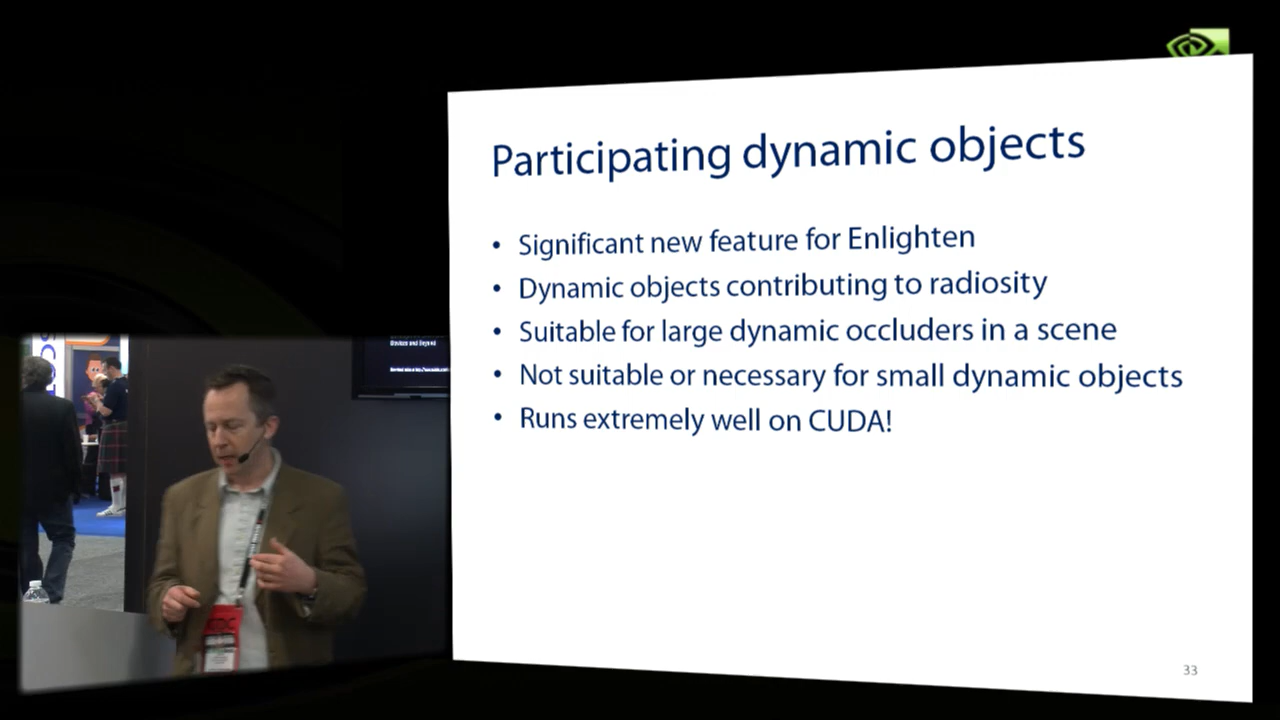 Participating dynamic objects
• Significant new feature for Enlighten
• Dynamic objects contributing to radiosity
• Suitable for large dynamic occluders in a scene
• Not suitable or necessary for small dynamic objects
• Runs extremely well on CUDA!
33